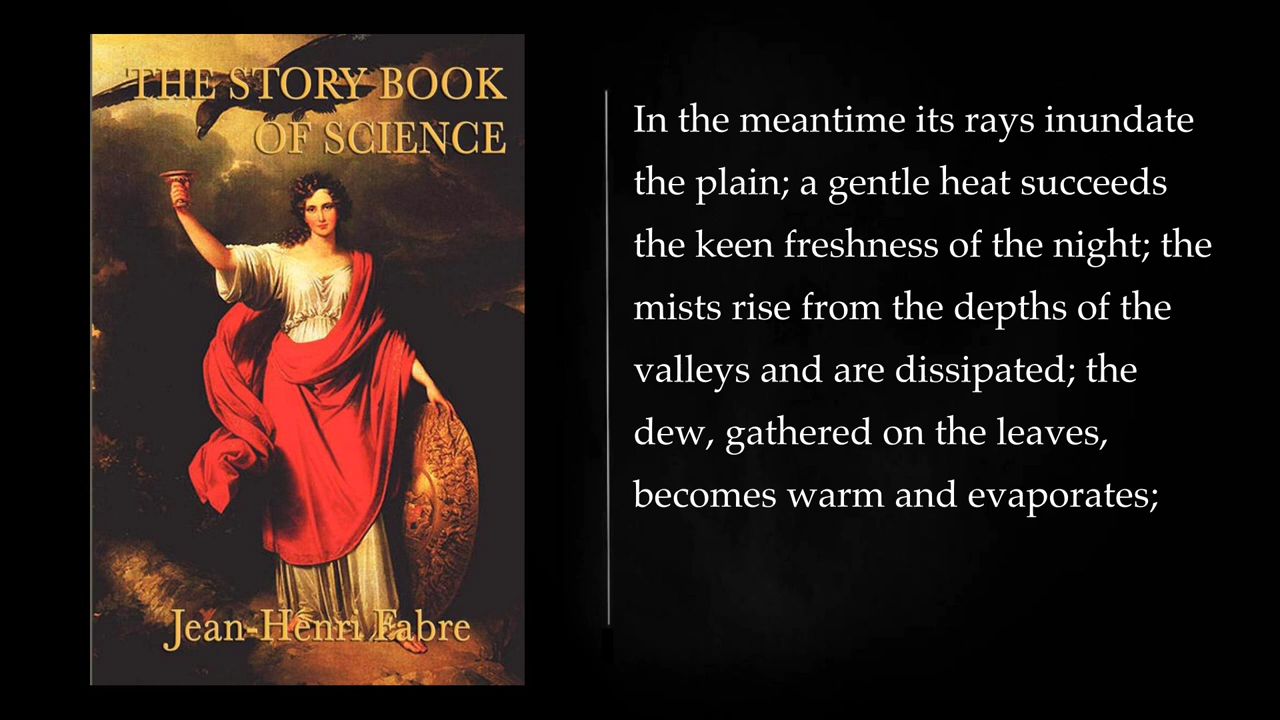 THE STORY BOOK
OF SCIENCE
Jean-Henri Fabre
In the meantime its rays inundate
the plain; a gentle heat succeeds
the keen freshness of the night; the
mists rise from the depths of the
valleys and are dissipated; the
dew, gathered on the leaves,
becomes warm and evaporates;